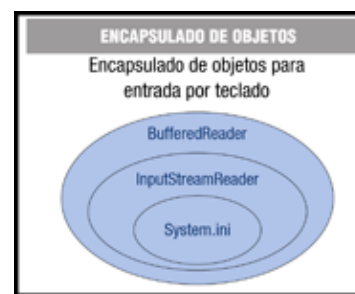 ENCAPSULADO DE OBJETOS
Encapsulado de objetos para
entrada por teclado
BufferedReader
InputStreamReader
System.ini